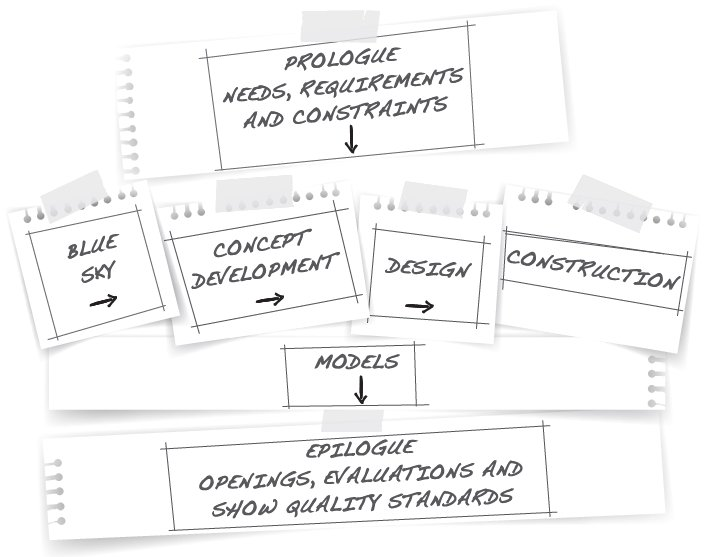 PROLOGUE
NEEDS, REQUIREMENTS
AND CONSTRAINTS
BLUE
SKY
CONCEPT
DEVELOPMENT
DESIGN
CONSTRUCTION
MODELS
EPILOGUE
OPENINGS, EVALUATIONS AND
SHOW QUALITY STANDARDS